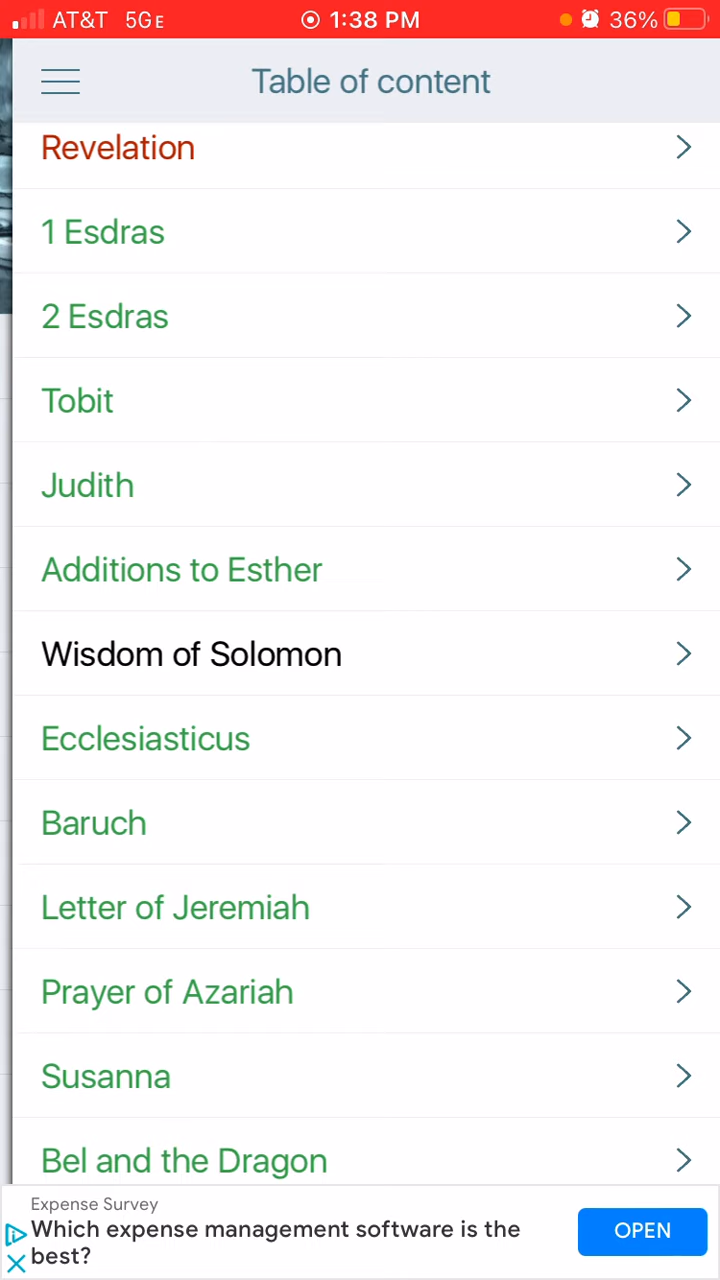 AT&T 5GE 1:38 PM 36%
Table of content
Revelation
1 Esdras
2 Esdras
Tobit
Judith
Additions to Esther
Wisdom of Solomon
Ecclesiasticus
Baruch
Letter of Jeremiah
Prayer of Azariah
Susanna
Bel and the Dragon
Expense Survey
Which expense management software is the
best?
OPEN